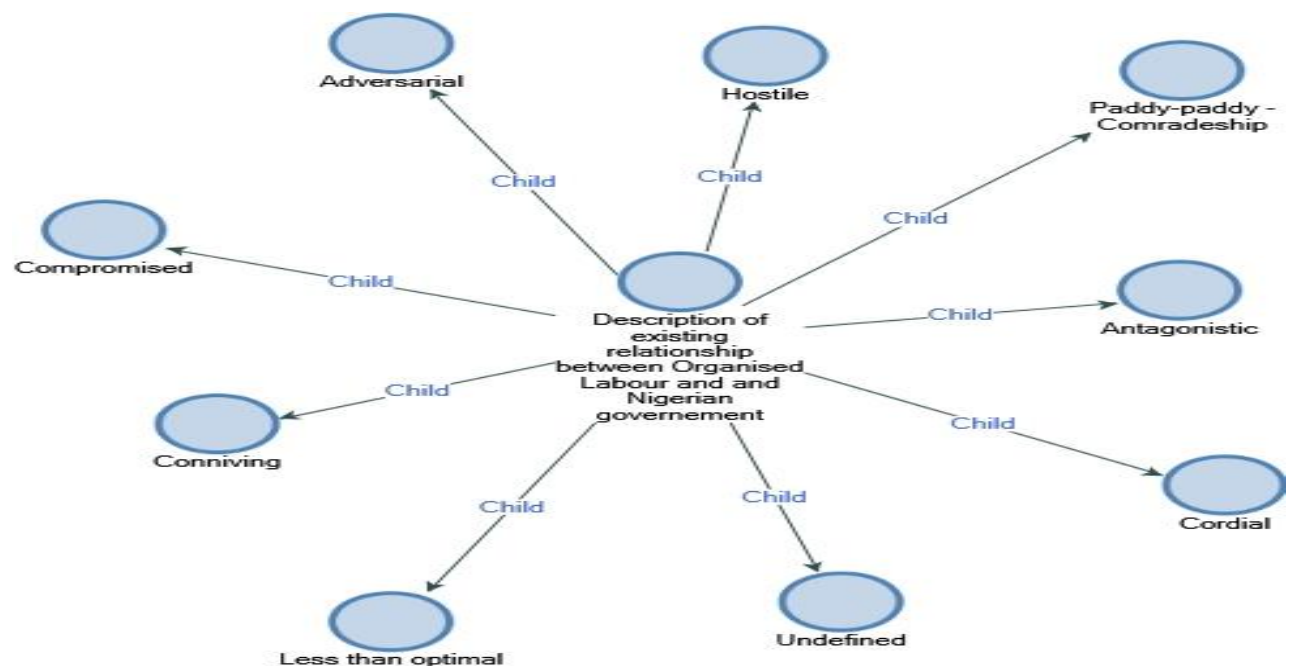 Adversarial
Hostile
Paddy-paddy -
Comradeship
Child
Child
Child
Compromised
Child
Description of
existing
relationship
between Organised
Labour and and
Nigerian
governement
Child
Antagonistic
Child
Conniving
Child
Cordial
Child
Less than optimal
Child
Undefined